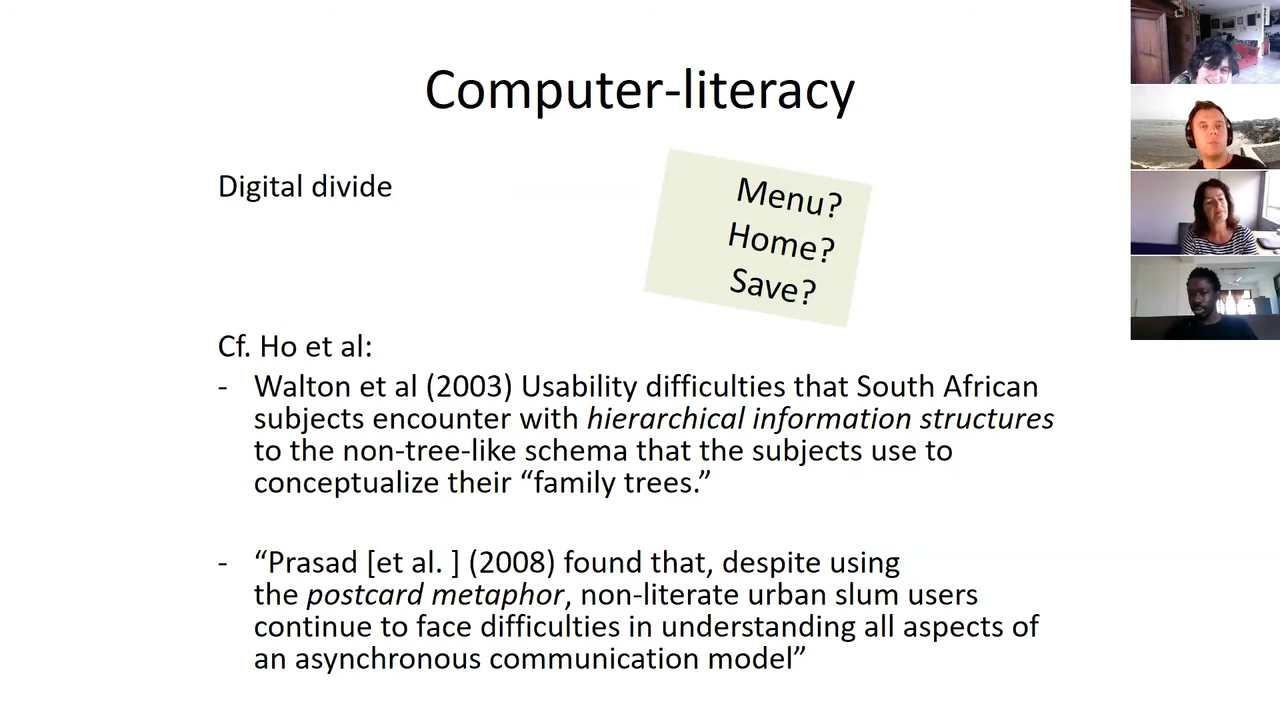 Computer-literacy
Digital divide
Menu?
Home?
Save?
Cf. Ho et al:
- Walton et al (2003) Usability difficulties that South African
subjects encounter with hierarchical information structures
to the non-tree-like schema that the subjects use to
conceptualize their “family trees.”
- “Prasad [et al. ] (2008) found that, despite using
the postcard metaphor, non-literate urban slum users
continue to face difficulties in understanding all aspects of
an asynchronous communication model”